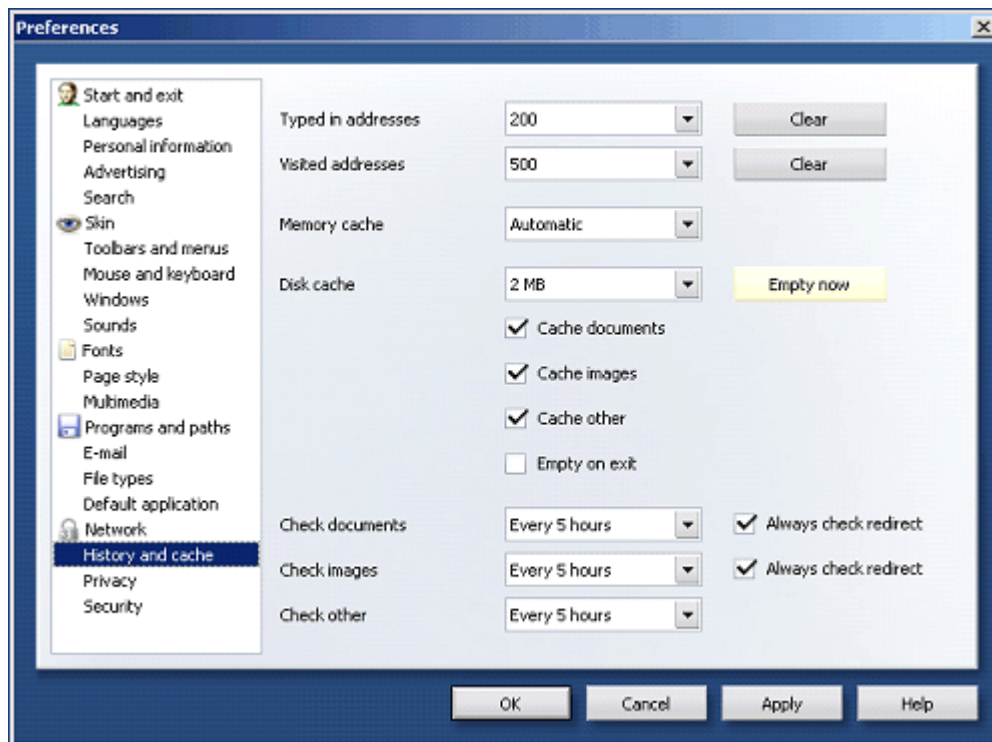 Preferences
Start and exit
Languages
Personal information
Advertising
Search
Skin
Toolbars and menus
Mouse and keyboard
Windows
Sounds
Fonts
Page style
Multimedia
Programs and paths
E-mail
File types
Default application
Network
History and cache
Privacy
Security
Typed in addresses 200 Clear
Visited addresses 500 Clear
Memory cache Automatic
Disk cache 2 MB Empty now
Cache documents
Cache images
Cache other
Empty on exit
Check documents Every 5 hours Always check redirect
Check images Every 5 hours Always check redirect
Check other Every 5 hours
OK Cancel Apply Help